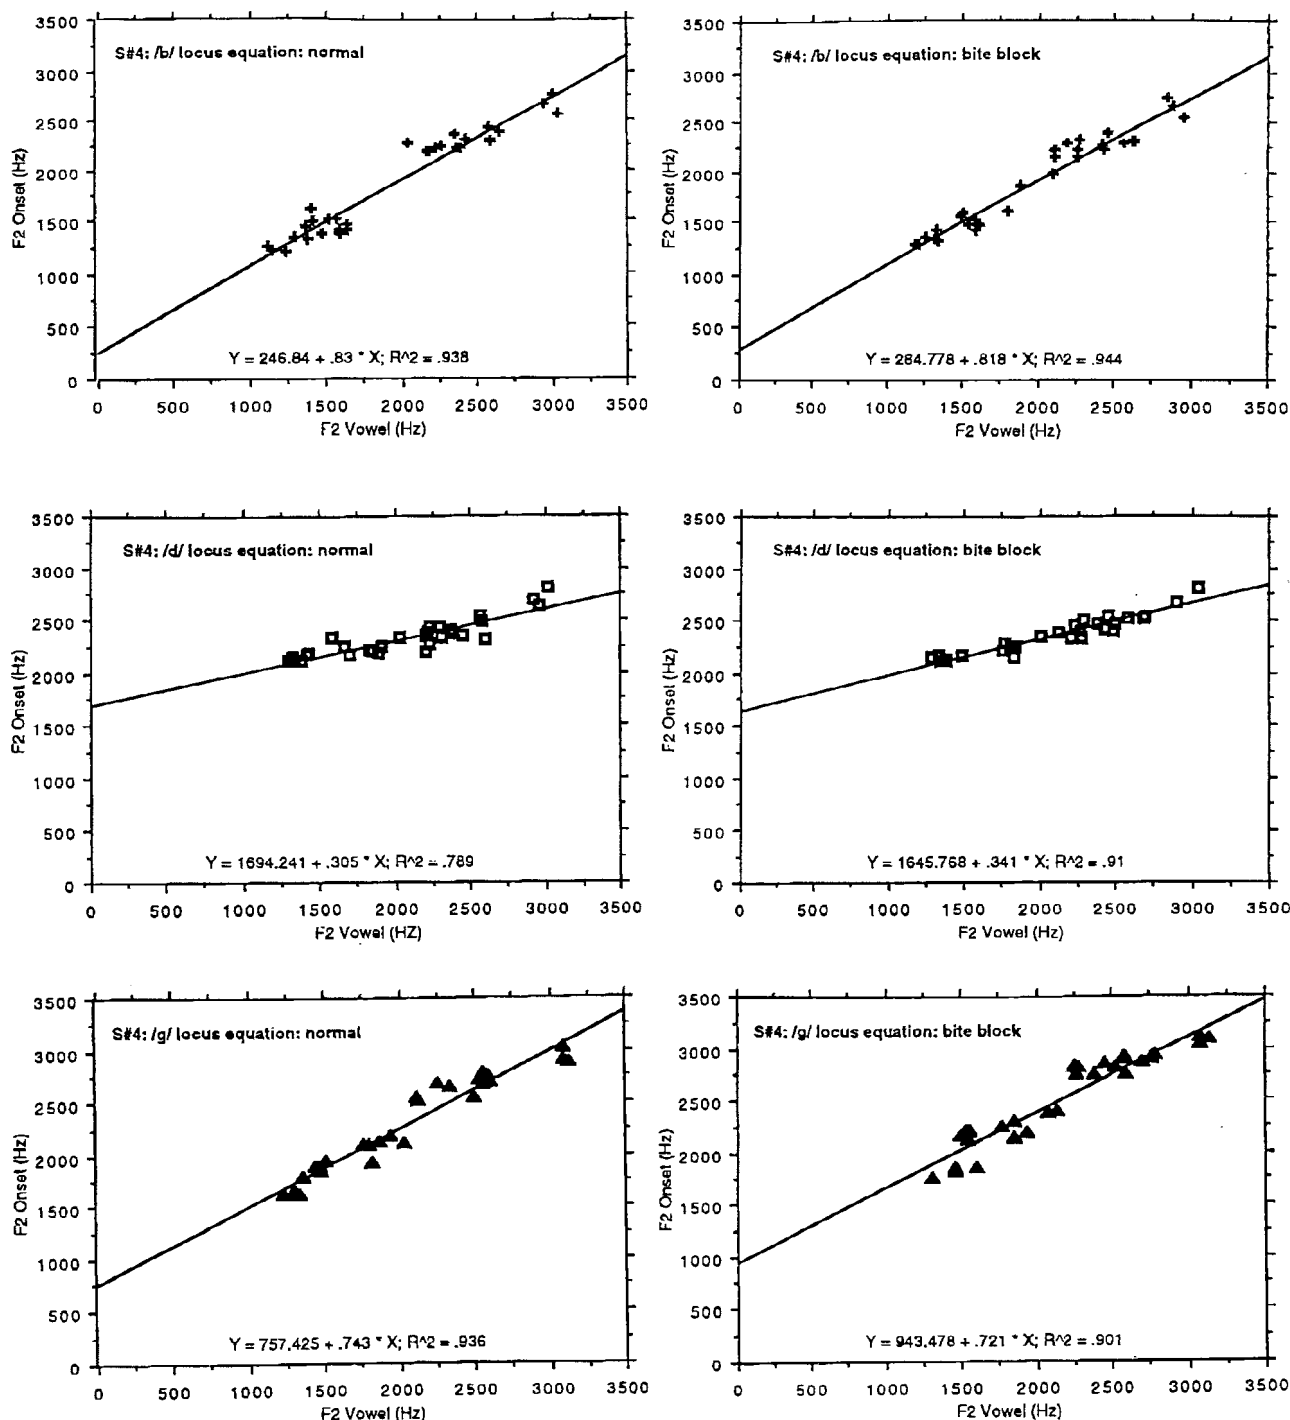 S#4: /b/ locus equation: normal
3500
3000
2500
2000
1500
1000
500
0
F2 Onset (Hz)
Y = 246.84 + .83 * X; R^2 = .938
0 500 1000 1500 2000 2500 3000 3500
F2 Vowel (Hz)
S#4: /b/ locus equation: bite block
3500
3000
2500
2000
1500
1000
500
0
F2 Onset (Hz)
Y = 284.778 + .818 * X; R^2 = .944
0 500 1000 1500 2000 2500 3000 3500
F2 Vowel (Hz)
S#4: /d/ locus equation: normal
3500
3000
2500
2000
1500
1000
500
0
F2 Onset (Hz)
Y = 1694.241 + .305 * X; R^2 = .789
0 500 1000 1500 2000 2500 3000 3500
F2 Vowel (HZ)
S#4: /d/ locus equation: bite block
3500
3000
2500
2000
1500
1000
500
0
F2 Onset (Hz)
Y = 1645.768 + .341 * X; R^2 = .91
0 500 1000 1500 2000 2500 3000 3500
F2 Vowel (Hz)
S#4: /g/ locus equation: normal
3500
3000
2500
2000
1500
1000
500
0
F2 Onset (Hz)
Y = 757.425 + .743 * X; R^2 = .936
0 500 1000 1500 2000 2500 3000 3500
F2 Vowel (Hz)
S#4: /g/ locus equation: bite block
3500
3000
2500
2000
1500
1000
500
0
F2 Onset (Hz)
Y = 943.478 + .721 * X; R^2 = .901
0 500 1000 1500 2000 2500 3000 3500
F2 Vowel (Hz)